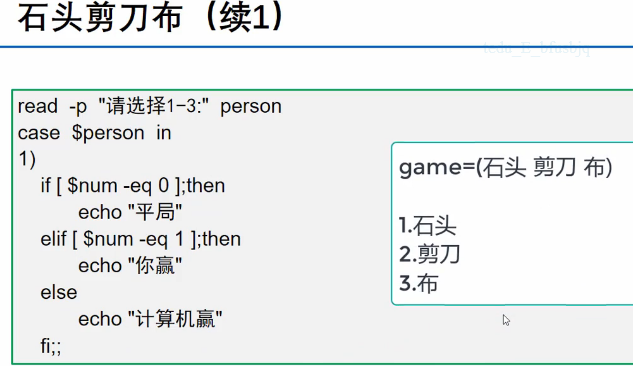 石头剪刀布（续1）
read -p "请选择1-3:" person
case $person in
1)
if [ $num -eq 0 ];then
echo "平局"
elif [ $num -eq 1 ];then
echo "你赢"
else
echo "计算机赢"
fi;;
game=(石头 剪刀 布)
1.石头
2.剪刀
3.布